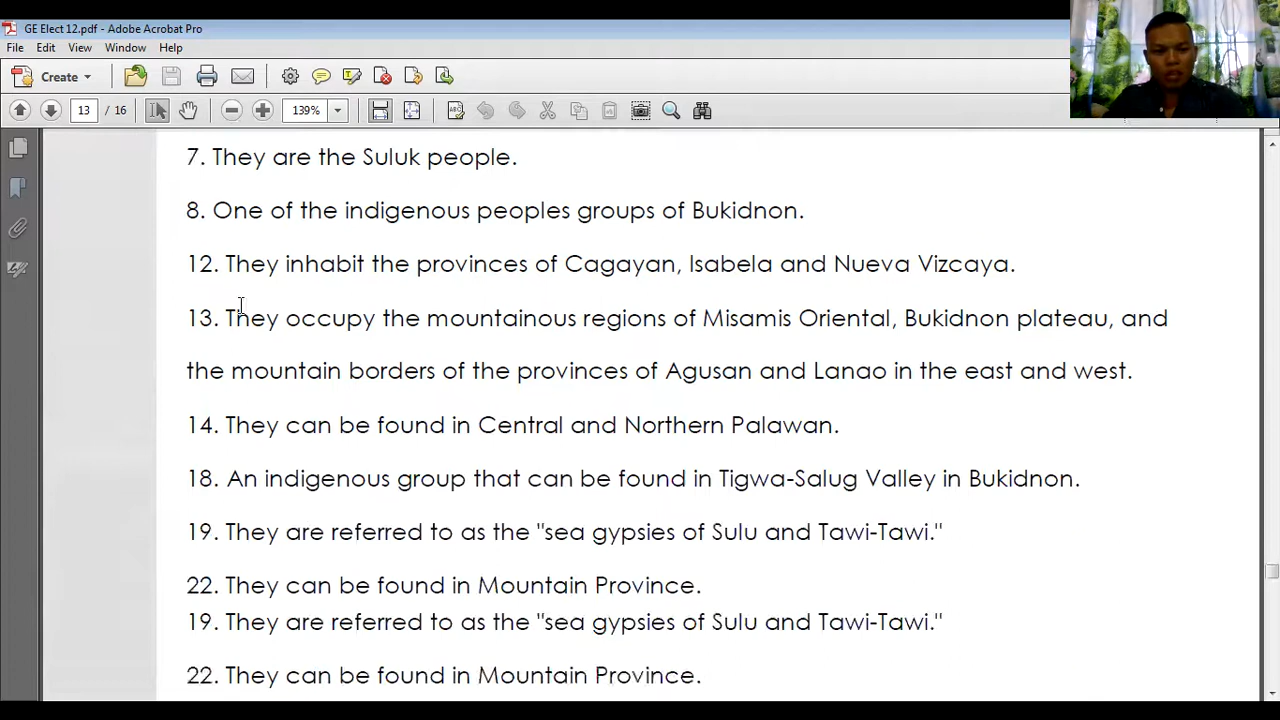 GE Elect 12.pdf - Adobe Acrobat Pro
File Edit View Window Help
Create
13 / 16 139%
7. They are the Suluk people.
8. One of the indigenous peoples groups of Bukidnon.
12. They inhabit the provinces of Cagayan, Isabela and Nueva Vizcaya.
13. They occupy the mountainous regions of Misamis Oriental, Bukidnon plateau, and
the mountain borders of the provinces of Agusan and Lanao in the east and west.
14. They can be found in Central and Northern Palawan.
18. An indigenous group that can be found in Tigwa-Salug Valley in Bukidnon.
19. They are referred to as the "sea gypsies of Sulu and Tawi-Tawi."
22. They can be found in Mountain Province.
19. They are referred to as the "sea gypsies of Sulu and Tawi-Tawi."
22. They can be found in Mountain Province.